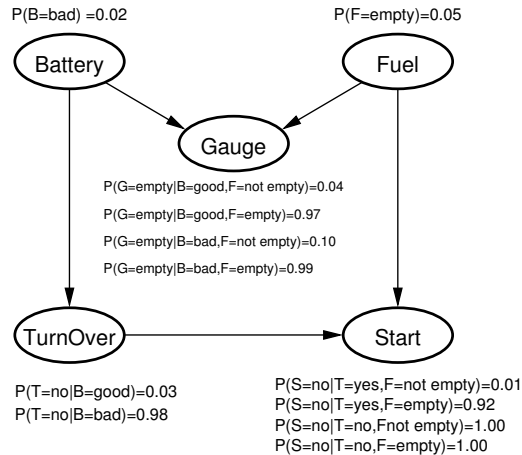 P(B=bad) =0.02
P(F=empty)=0.05
Battery
Fuel
Gauge
P(G=empty|B=good,F=not empty)=0.04
P(G=empty|B=good,F=empty)=0.97
P(G=empty|B=bad,F=not empty)=0.10
P(G=empty|B=bad,F=empty)=0.99
TurnOver
Start
P(T=no|B=good)=0.03
P(T=no|B=bad)=0.98
P(S=no|T=yes,F=not empty)=0.01
P(S=no|T=yes,F=empty)=0.92
P(S=no|T=no,Fnot empty)=1.00
P(S=no|T=no,F=empty)=1.00